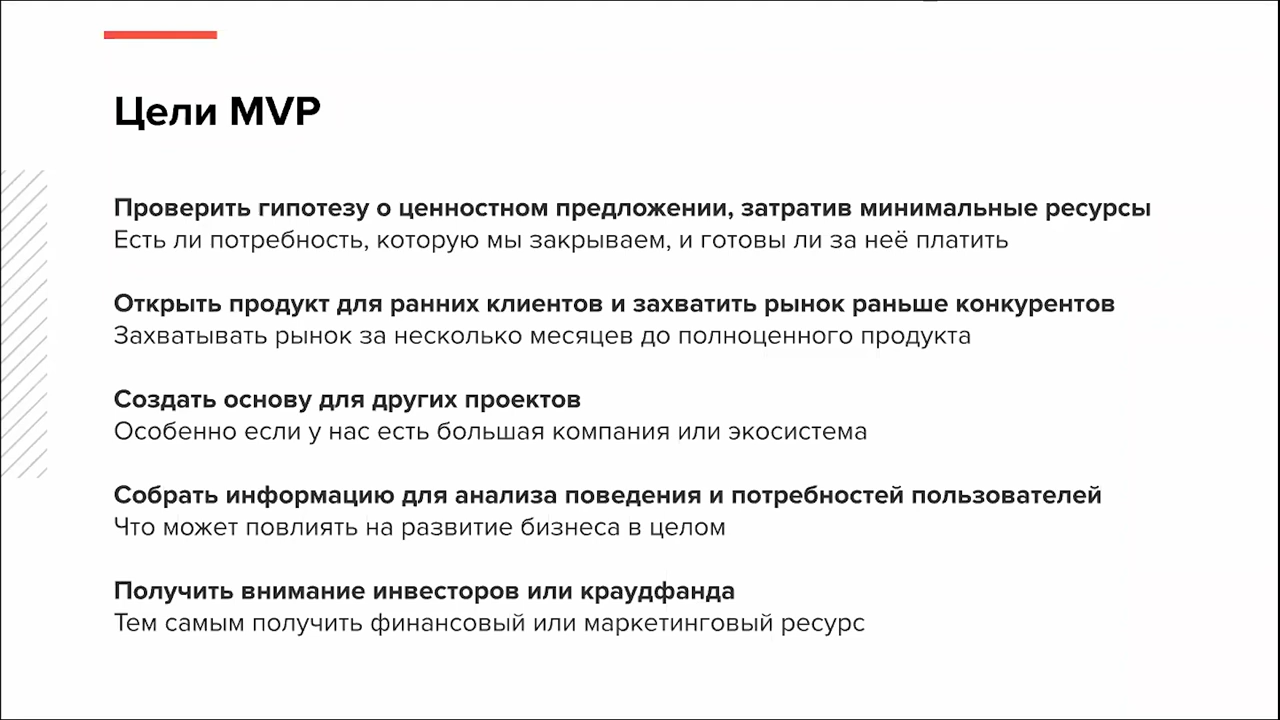 Цели MVP
Проверить гипотезу о ценностном предложении, затратив минимальные ресурсы
Есть ли потребность, которую мы закрываем, и готовы ли за неё платить
Открыть продукт для ранних клиентов и захватить рынок раньше конкурентов
Захватывать рынок за несколько месяцев до полноценного продукта
Создать основу для других проектов
Особенно если у нас есть большая компания или экосистема
Собрать информацию для анализа поведения и потребностей пользователей
Что может повлиять на развитие бизнеса в целом
Получить внимание инвесторов или краудфанда
Тем самым получить финансовый или маркетинговый ресурс